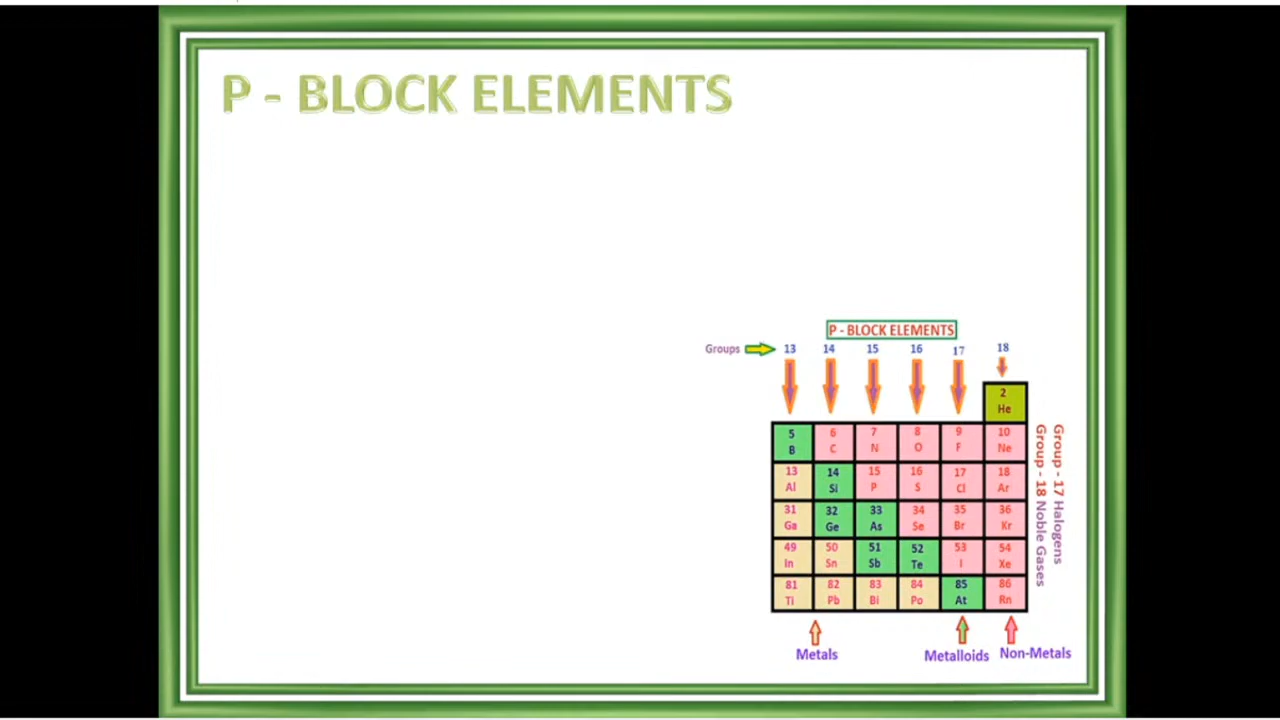 P - BLOCK ELEMENTS
P - BLOCK ELEMENTS
Groups 13 14 15 16 17 18
2
He
5 6 7 8 9 10
B C N O F Ne
13 14 15 16 17 18
Al Si P S Cl Ar
31 32 33 34 35 36
Ga Ge As Se Br Kr
49 50 51 52 53 54
In Sn Sb Te I Xe
81 82 83 84 85 86
Ti Pb Bi Po At Rn
Group - 17 Halogens
Group - 18 Noble Gases
Metals Metalloids Non-Metals